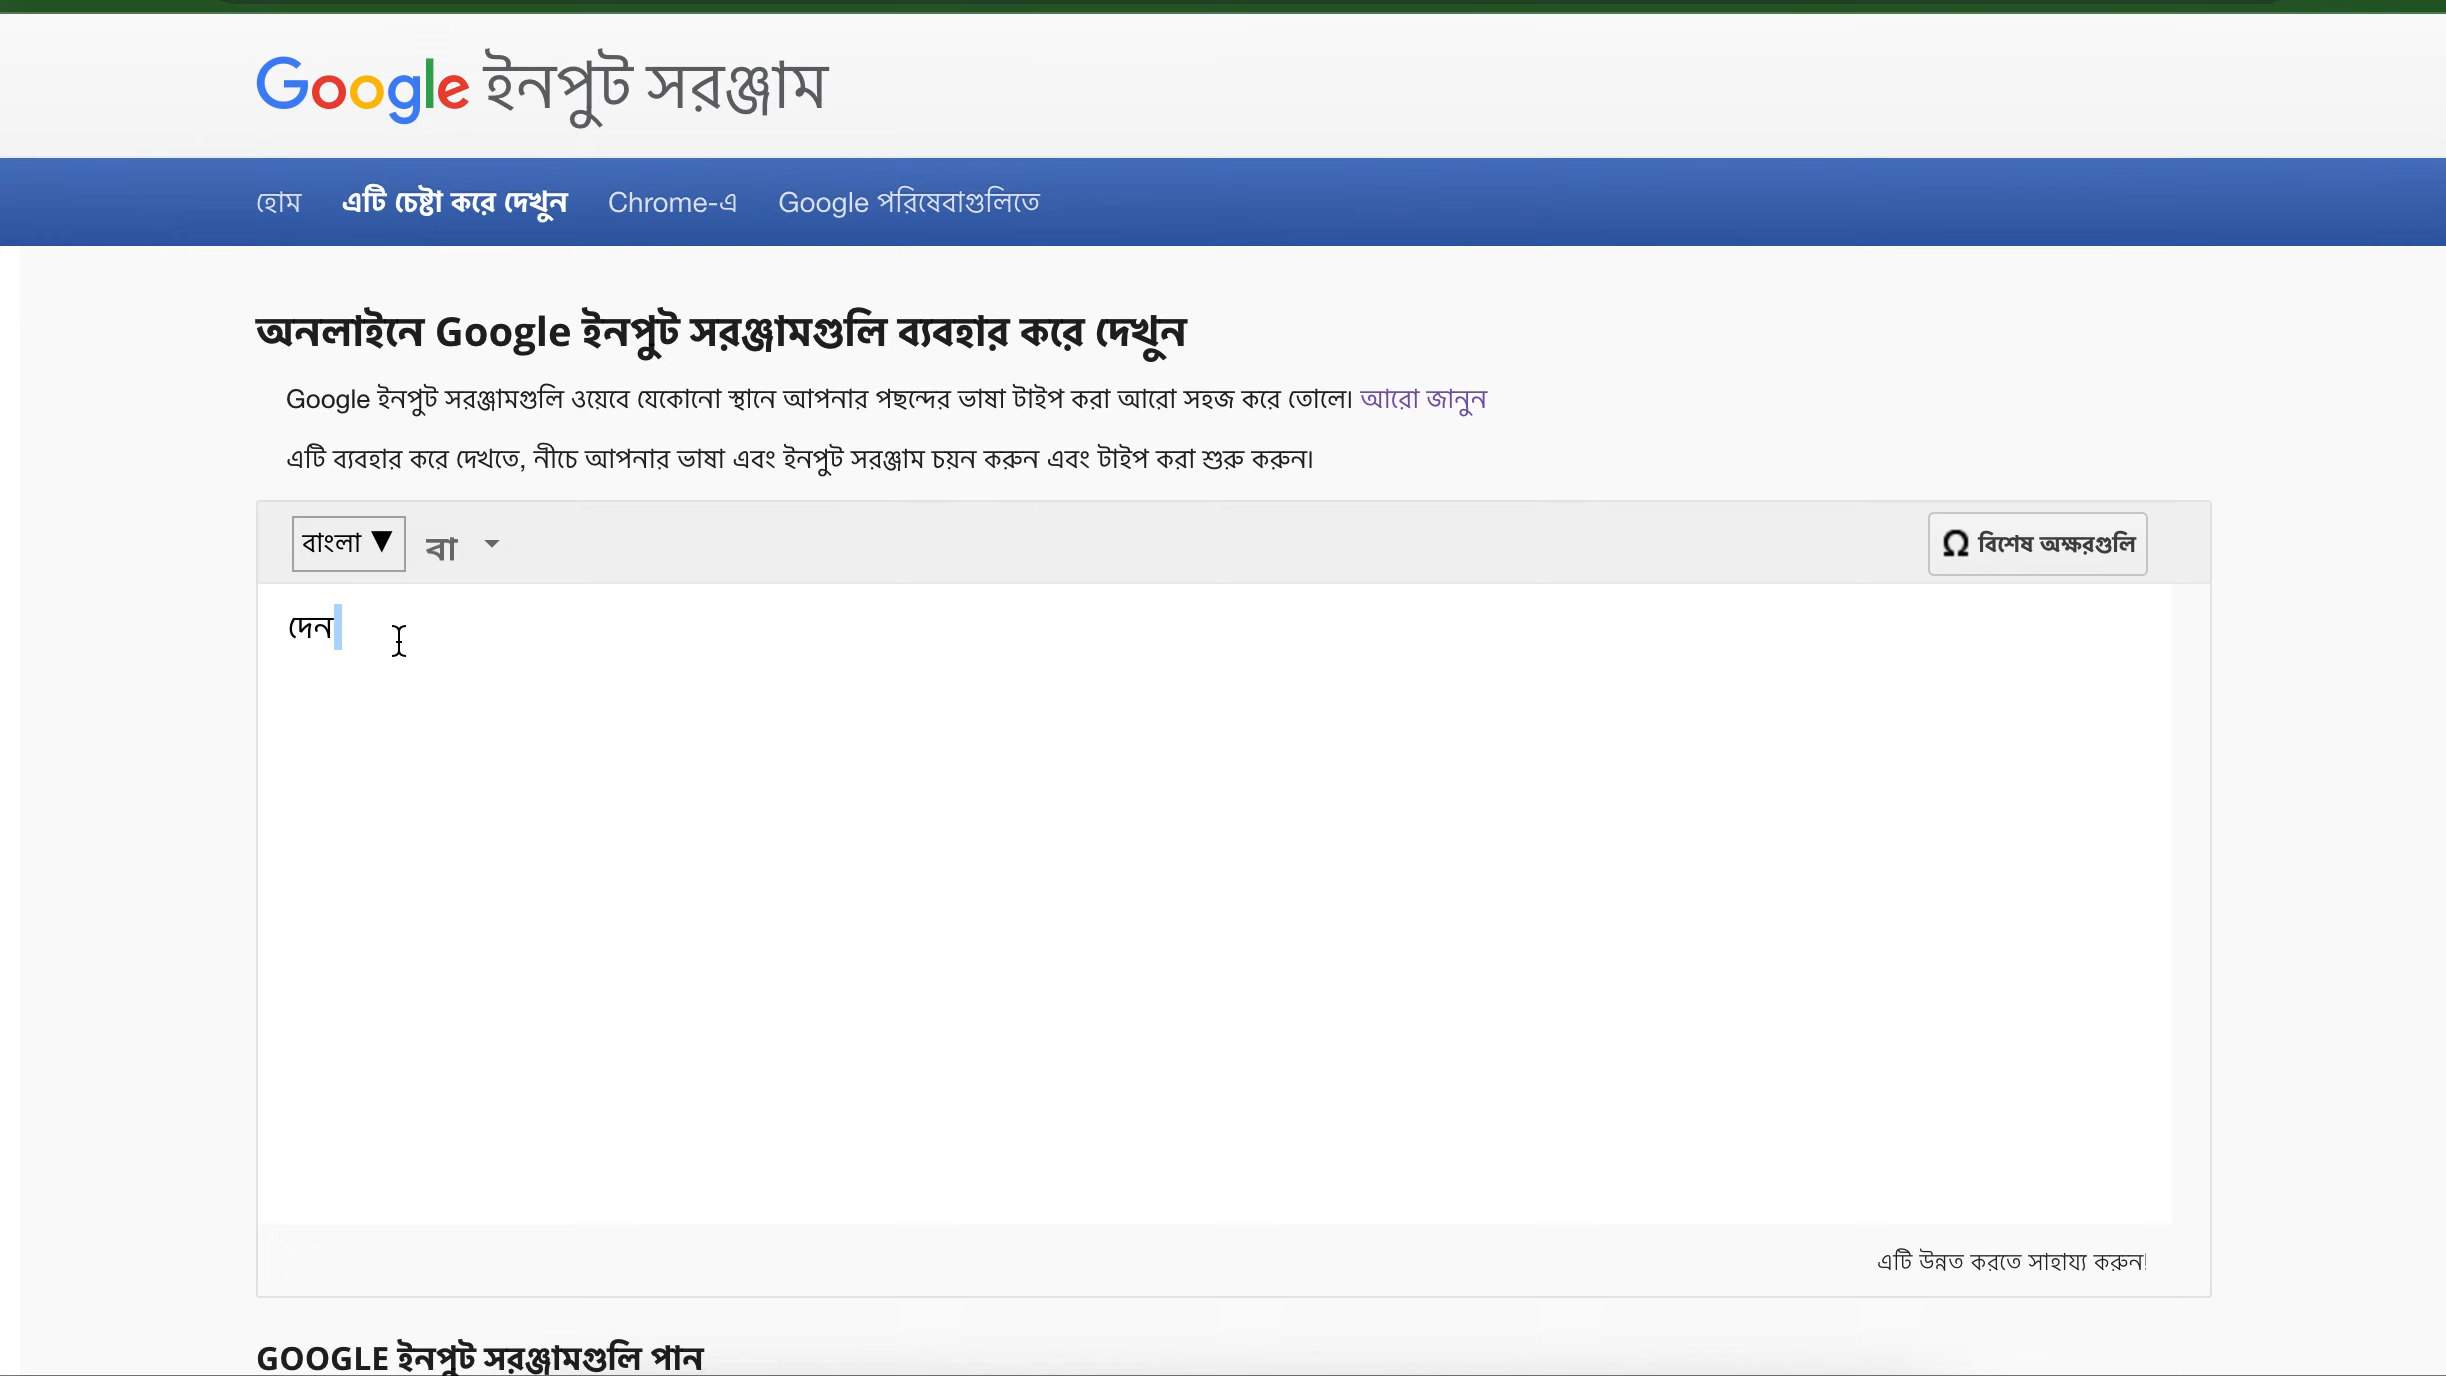 Google ইনপুট সরঞ্জাম
হোম এটি চেষ্টা করে দেখুন Chrome-এ Google পরিষেবাগুলিতে
অনলাইনে Google ইনপুট সরঞ্জামগুলি ব্যবহার করে দেখুন
Google ইনপুট সরঞ্জামগুলি ওয়েবে যেকোনো স্থানে আপনার পছন্দের ভাষা টাইপ করা আরো সহজ করে তোলে। আরো জানুন
এটি ব্যবহার করে দেখতে, নীচে আপনার ভাষা এবং ইনপুট সরঞ্জাম চয়ন করুন এবং টাইপ করা শুরু করুন।
বাংলা ▼ বা Ω বিশেষ অক্ষরগুলি
দেন
এটি উন্নত করতে সাহায্য করুন!
GOOGLE ইনপুট সরঞ্জামগুলি পান